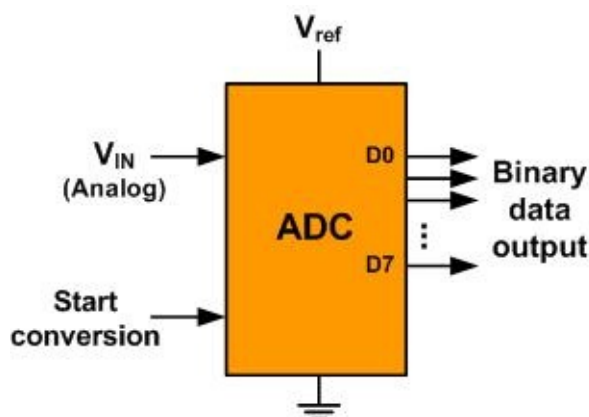 Vref
VIN
(Analog)
Start
conversion
ADC
D0
D7
Binary
data
output